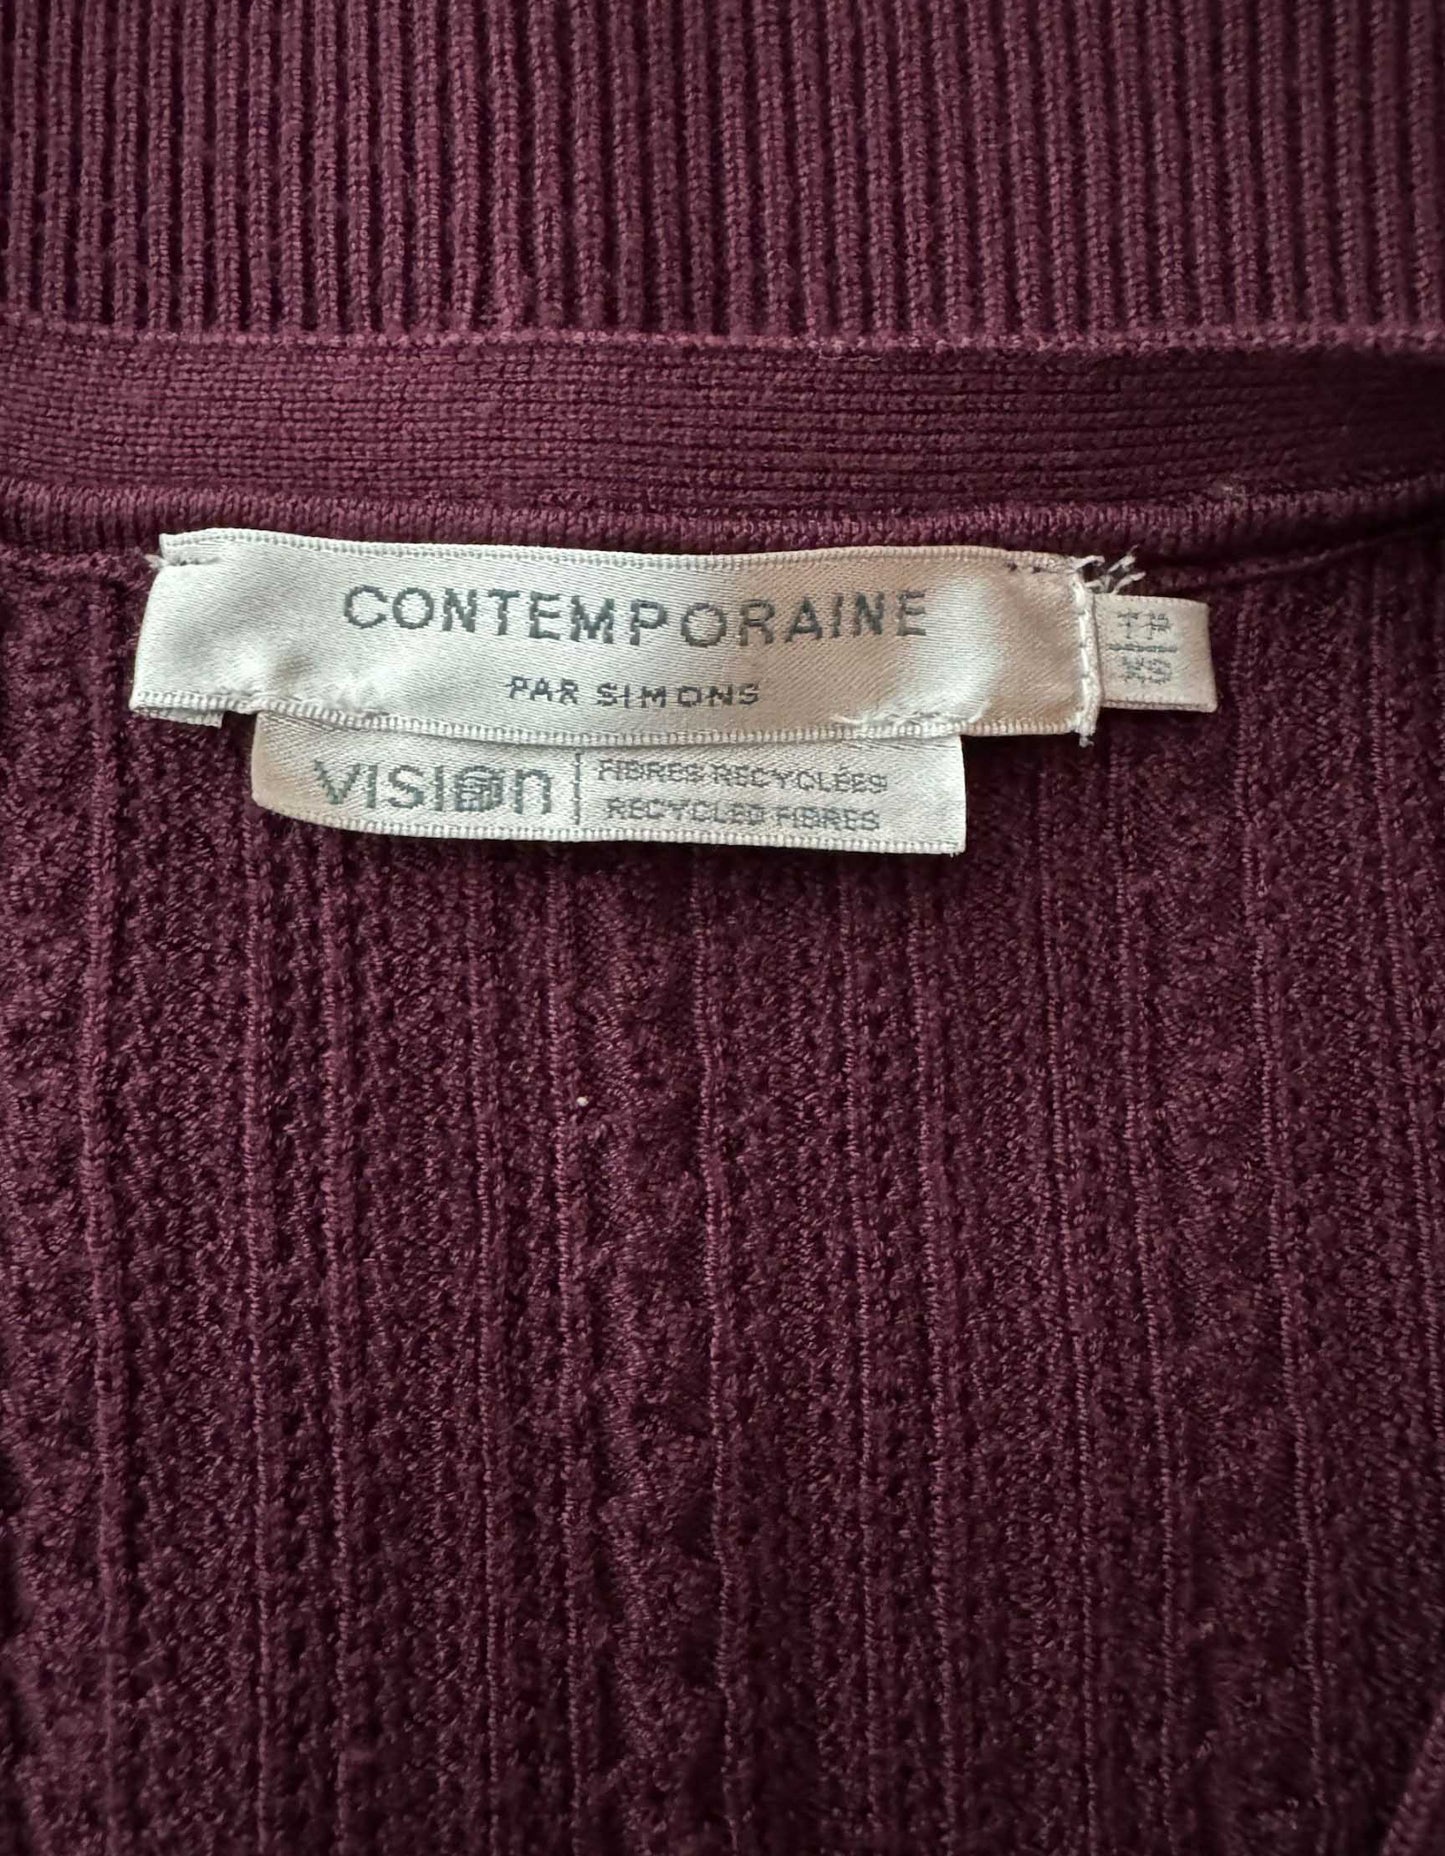 CONTEMPORAINE
PAR SIMONS
TP
XS
VISION
FIBRES RECYCLÉES
RECYCLED FIBRES